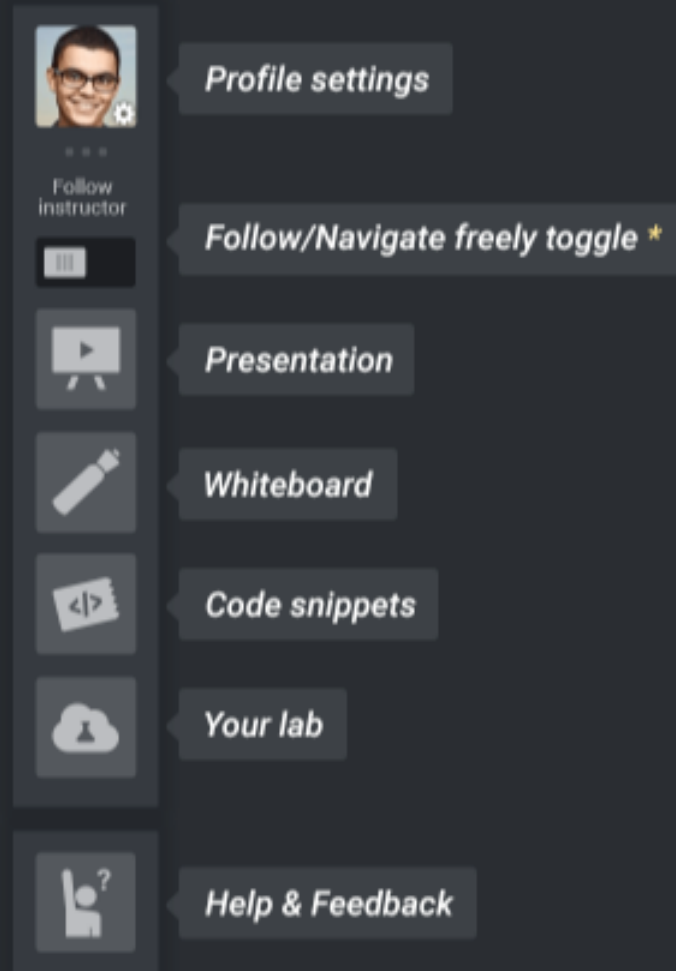 Profile settings
Follow
instructor
Follow/Navigate freely toggle *
Presentation
Whiteboard
</>
Code snippets
Your lab
?
Help & Feedback